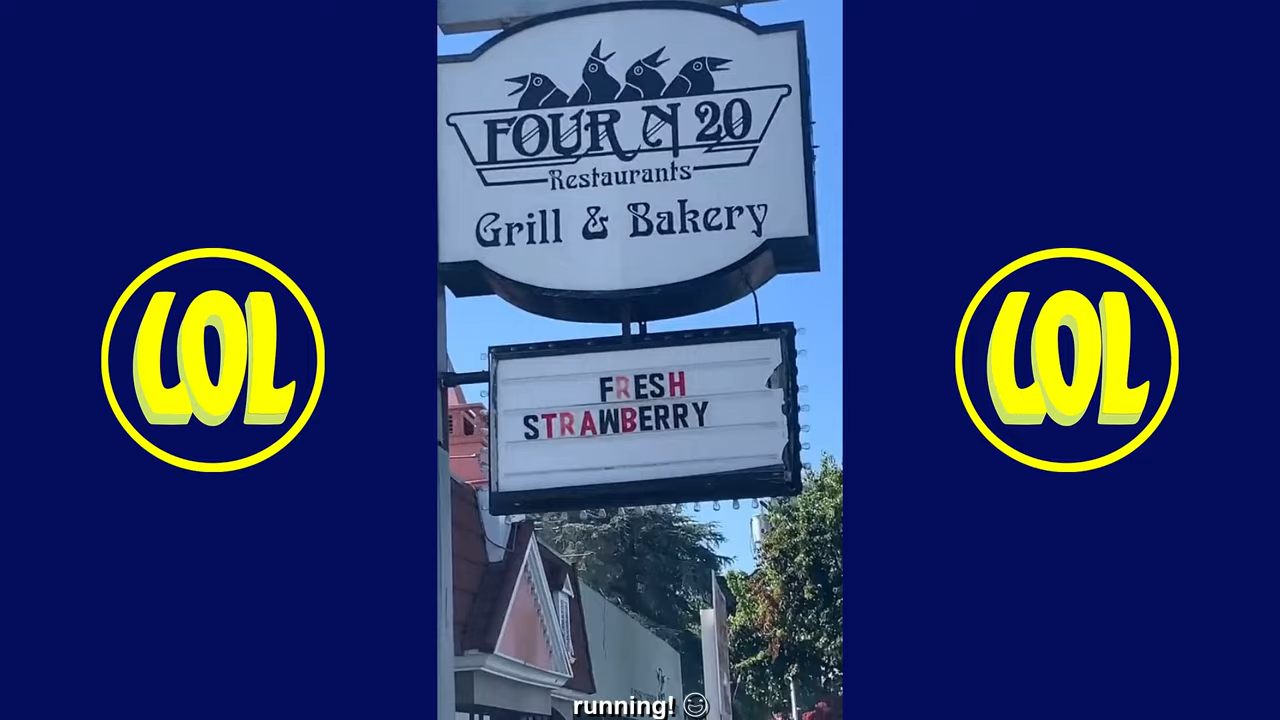 FOUR N 20
Restaurants
Grill & Bakery
FRESH
STRAWBERRY
LOL
LOL
running! 😄